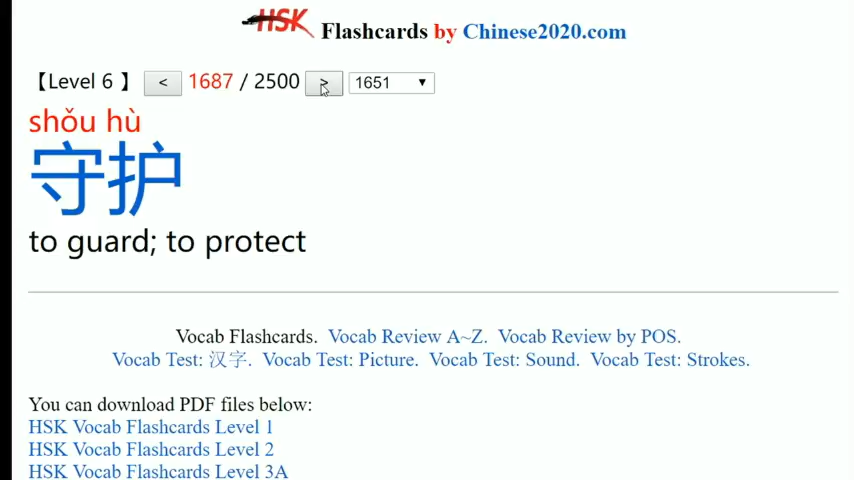 HSK Flashcards by Chinese2020.com
【Level 6 】 < 1687 / 2500 > 1651 ▼
shǒu hù
守护
to guard; to protect
Vocab Flashcards. Vocab Review A~Z. Vocab Review by POS.
Vocab Test: 汉字. Vocab Test: Picture. Vocab Test: Sound. Vocab Test: Strokes.
You can download PDF files below:
HSK Vocab Flashcards Level 1
HSK Vocab Flashcards Level 2
HSK Vocab Flashcards Level 3A